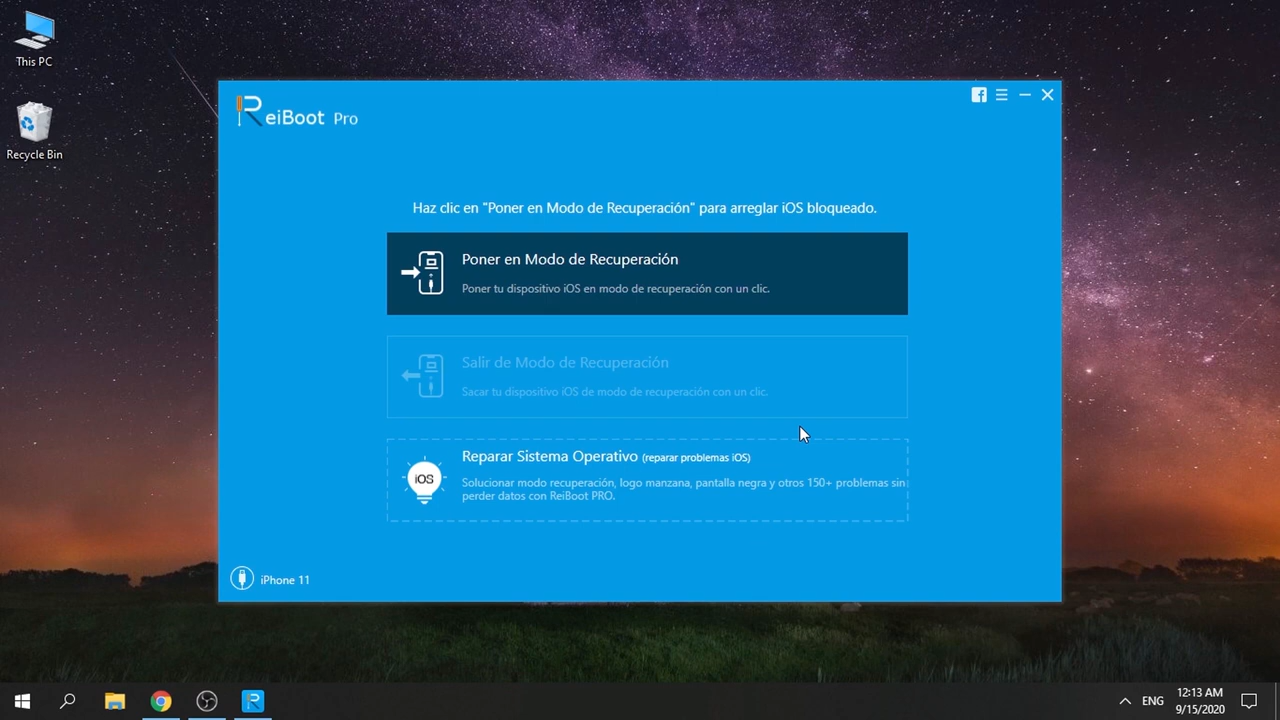 This PC
Recycle Bin
ReiBoot Pro
Haz clic en "Poner en Modo de Recuperación" para arreglar iOS bloqueado.
Poner en Modo de Recuperación
Poner tu dispositivo iOS en modo de recuperación con un clic.
Salir de Modo de Recuperación
Sacar tu dispositivo iOS de modo de recuperación con un clic.
iOS
Reparar Sistema Operativo (reparar problemas iOS)
Solucionar modo recuperación, logo manzana, pantalla negra y otros 150+ problemas sin
perder datos con ReiBoot PRO.
iPhone 11
ENG
12:13 AM
9/15/2020